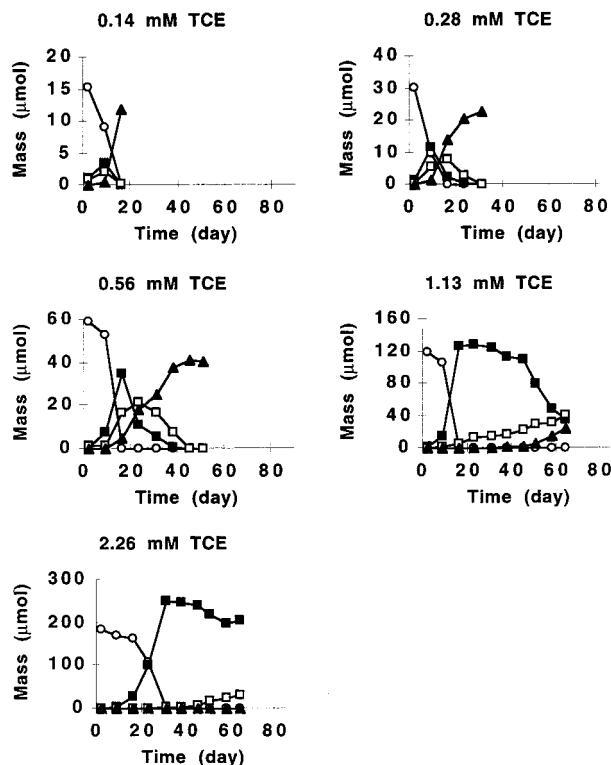 0.14 mM TCE
Mass (µmol)
20
15
10
5
0
0 20 40 60 80
Time (day)
0.28 mM TCE
Mass (µmol)
40
30
20
10
0
0 20 40 60 80
Time (day)
0.56 mM TCE
Mass (µmol)
60
40
20
0
0 20 40 60 80
Time (day)
1.13 mM TCE
Mass (µmol)
160
120
80
40
0
0 20 40 60 80
Time (day)
2.26 mM TCE
Mass (µmol)
300
200
100
0
0 20 40 60 80
Time (day)